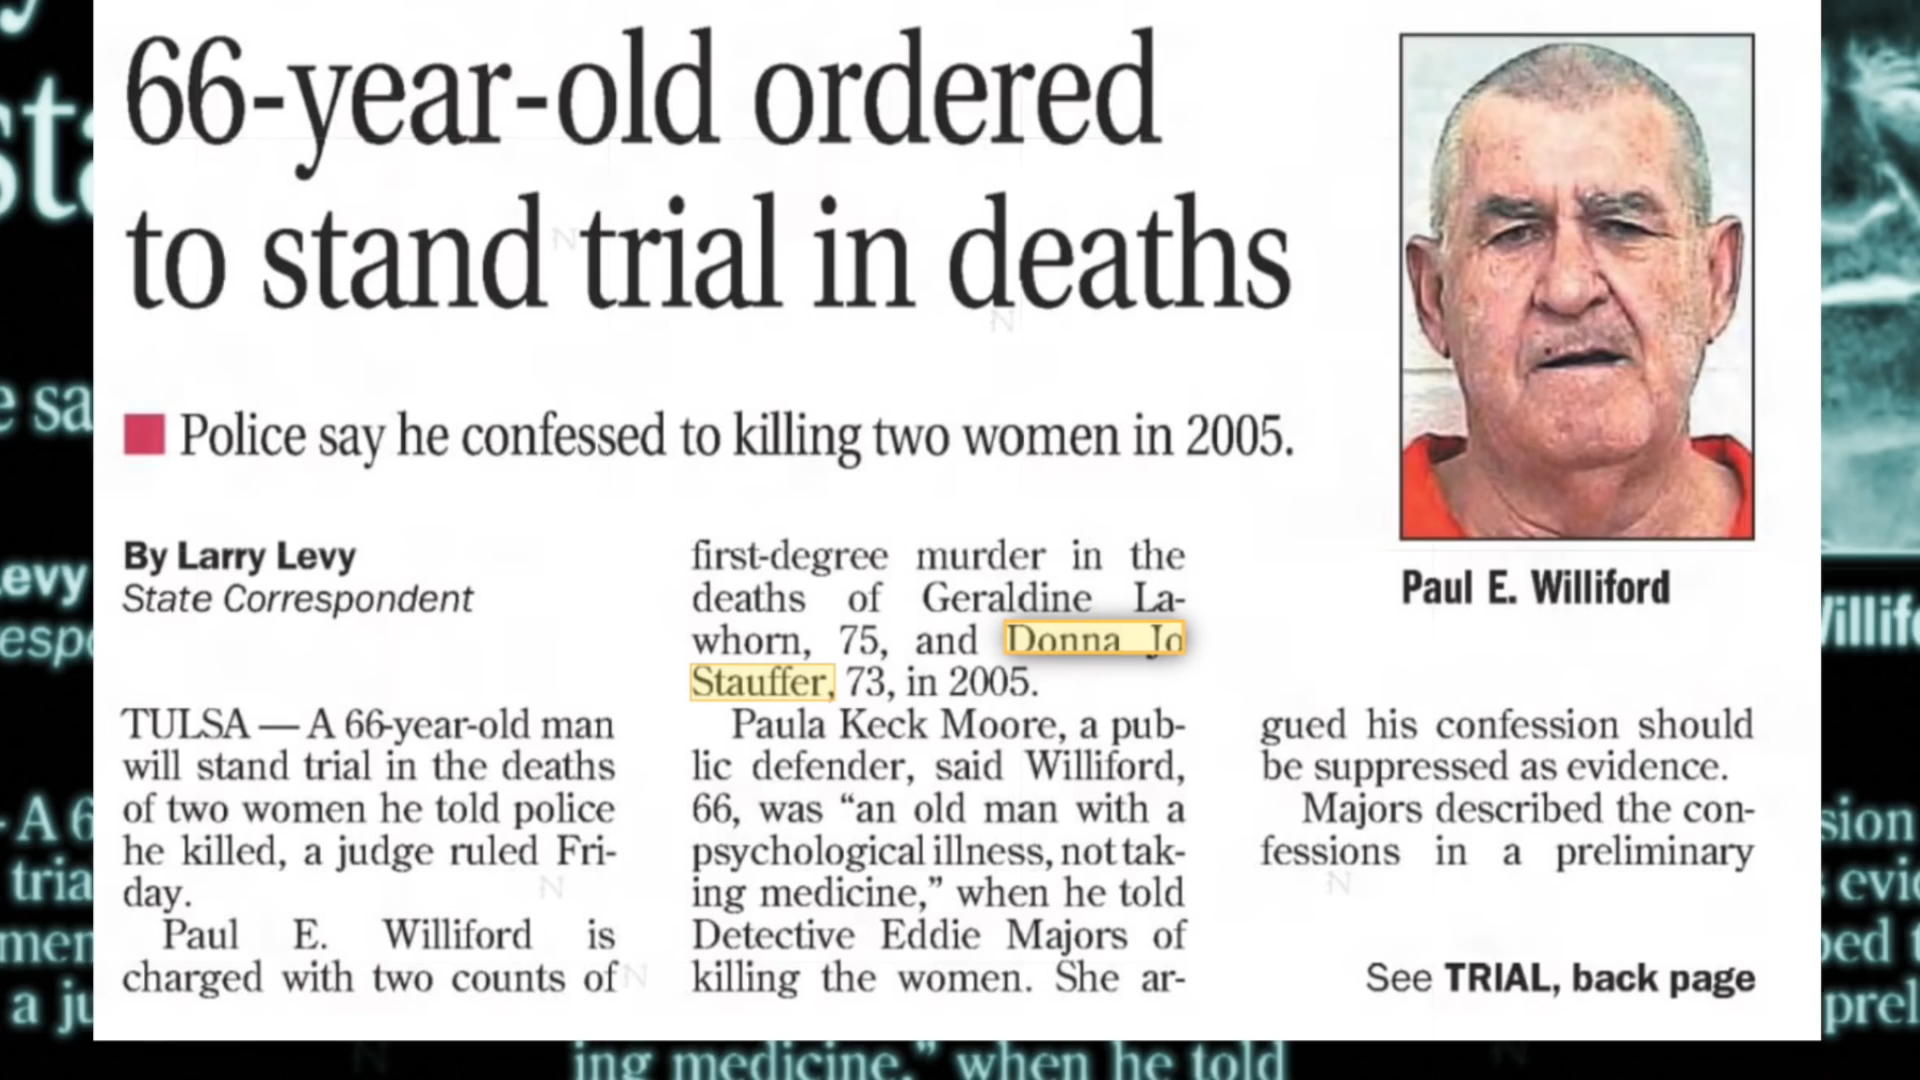 66-year-old ordered
to stand trial in deaths
Police say he confessed to killing two women in 2005.
By Larry Levy
State Correspondent
TULSA — A 66-year-old man
will stand trial in the deaths
of two women he told police
he killed, a judge ruled Fri-
day.
Paul E. Williford is
charged with two counts of
first-degree murder in the
deaths of Geraldine La-
whorn, 75, and Donna Jo
Stauffer, 73, in 2005.
Paula Keck Moore, a pub-
lic defender, said Williford,
66, was “an old man with a
psychological illness, not tak-
ing medicine,” when he told
Detective Eddie Majors of
killing the women. She ar-
gued his confession should
be suppressed as evidence.
Majors described the con-
fessions in a preliminary
See TRIAL, back page
Paul E. Williford
ing medicine,” when he told